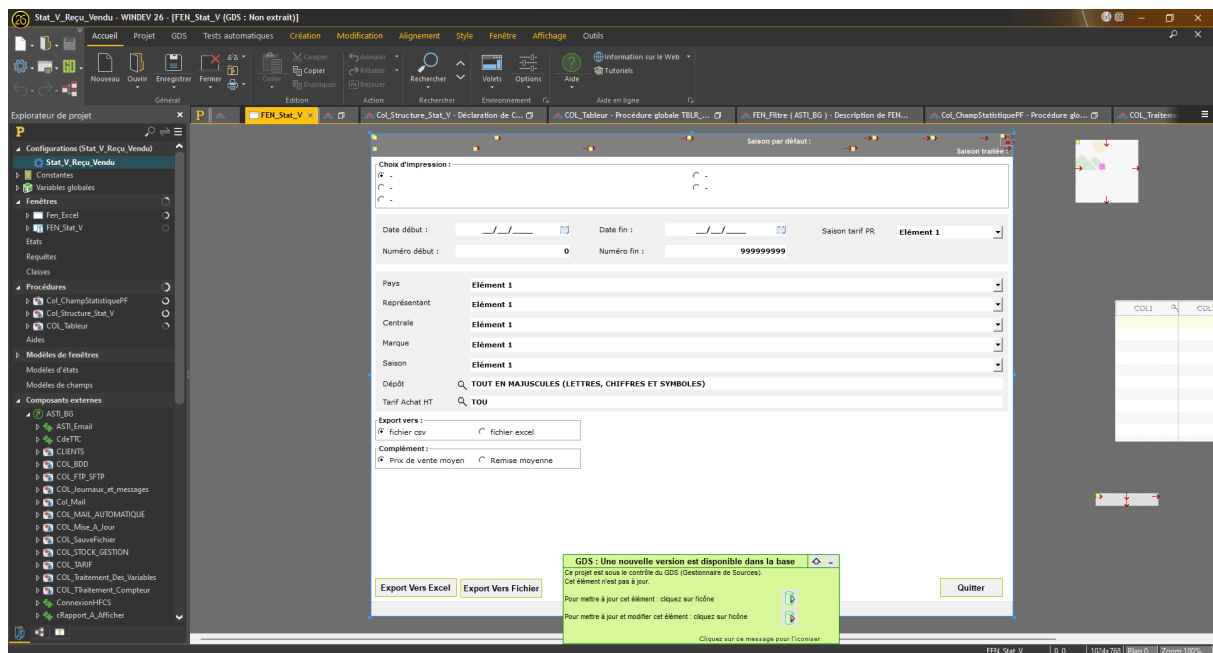 26 Stat_V_Reçu_Vendu - WINDEV 26 - [FEN_Stat_V (GDS : Non extrait)]
Accueil Projet GDS Tests automatiques Création Modification Alignement Style Fenêtre Affichage Outils
Nouveau Ouvrir Enregistrer Fermer Coller Couper Copier Dupliquer Annuler Rétablir Rejouer Rechercher Volets Options Aide Information sur le Web Tutoriels
Général Edition Action Rechercher Environnement Aide en ligne
Explorateur de projet
FEN_Stat_V
Col_Structure_Stat_V - Déclaration de C...
COL_Tableur - Procédure globale TBLR_...
FEN_Filtre ( ASTI_BG ) - Description de FEN...
Col_ChampStatistiquePF - Procédure glo...
COL_Traiteme
Configurations (Stat_V_Reçu_Vendu)
Stat_V_Reçu_Vendu
Constantes
Variables globales
Fenêtres
Fen_Excel
FEN_Stat_V
Etats
Requêtes
Classes
Procédures
Col_ChampStatistiquePF
Col_Structure_Stat_V
COL_Tableur
Aides
Modèles de fenêtres
Modèles d'états
Modèles de champs
Composants externes
ASTI_BG
ASTI_Email
CdeTTC
CLIENTS
COL_BDD
COL_FTP_SFTP
COL_Journaux_et_messages
Col_Mail
COL_MAIL_AUTOMATIQUE
COL_Mise_A_Jour
COL_SauveFichier
COL_STOCK_GESTION
COL_TARIF
COL_Traitement_Des_Variables
COL_TTraitement_Compteur
ConnexionHFCS
cRapport_A_Afficher
Saison par défaut :
Saison traitée :
Choix d'impression :
- -
- -
-
Date début : __/__/____ Date fin : __/__/____ Saison tarif PR Elément 1
Numéro début : 0 Numéro fin : 999999999
Pays Elément 1
Représentant Elément 1
Centrale Elément 1
Marque Elément 1
Saison Elément 1
Dépôt TOUT EN MAJUSCULES (LETTRES, CHIFFRES ET SYMBOLES)
Tarif Achat HT TOU
Export vers :
fichier csv fichier excel
Complément :
Prix de vente moyen Remise moyenne
COL1 COL
GDS : Une nouvelle version est disponible dans la base
Ce projet est sous le contrôle du GDS (Gestionnaire de Sources).
Cet élément n'est pas à jour.
Pour mettre à jour cet élément : cliquez sur l'icône
Pour mettre à jour et modifier cet élément : cliquez sur l'icône
Cliquez sur ce message pour l'iconiser
Export Vers Excel Export Vers Fichier Quitter
FEN_Stat_V 0,0 1024x768 Plan 0 Zoom 100%